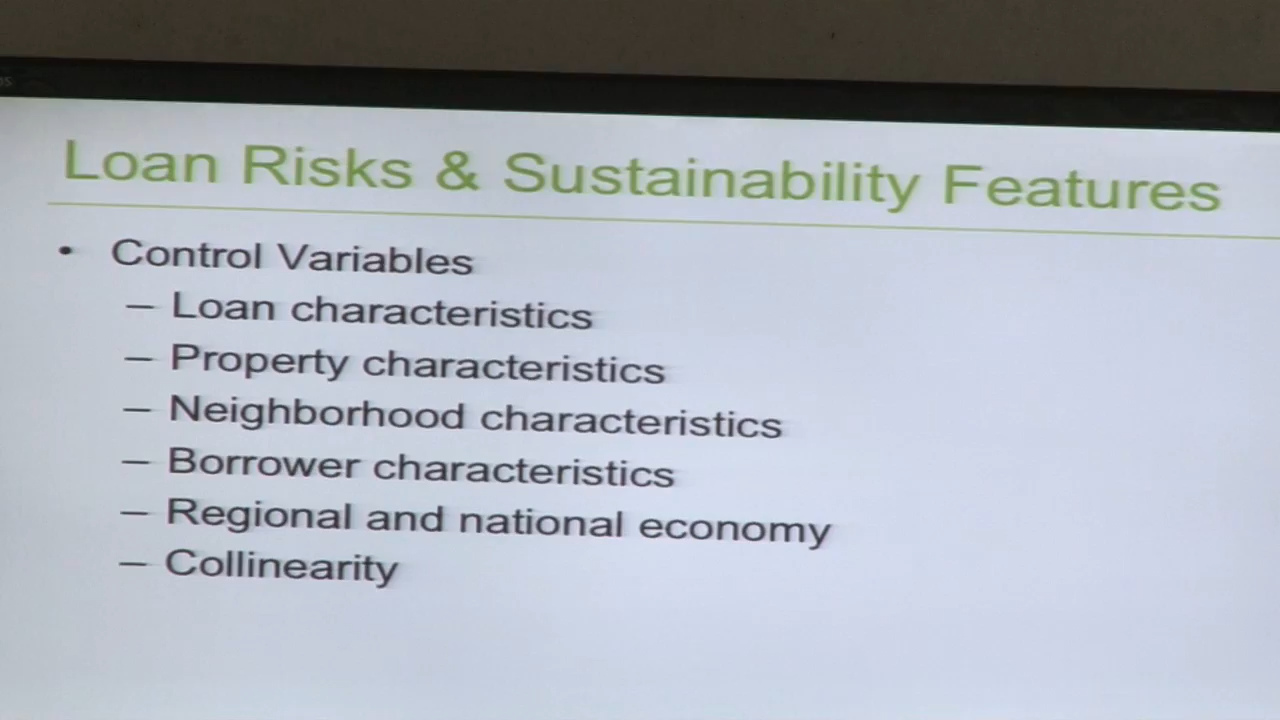 Loan Risks & Sustainability Features
• Control Variables
– Loan characteristics
– Property characteristics
– Neighborhood characteristics
– Borrower characteristics
– Regional and national economy
– Collinearity